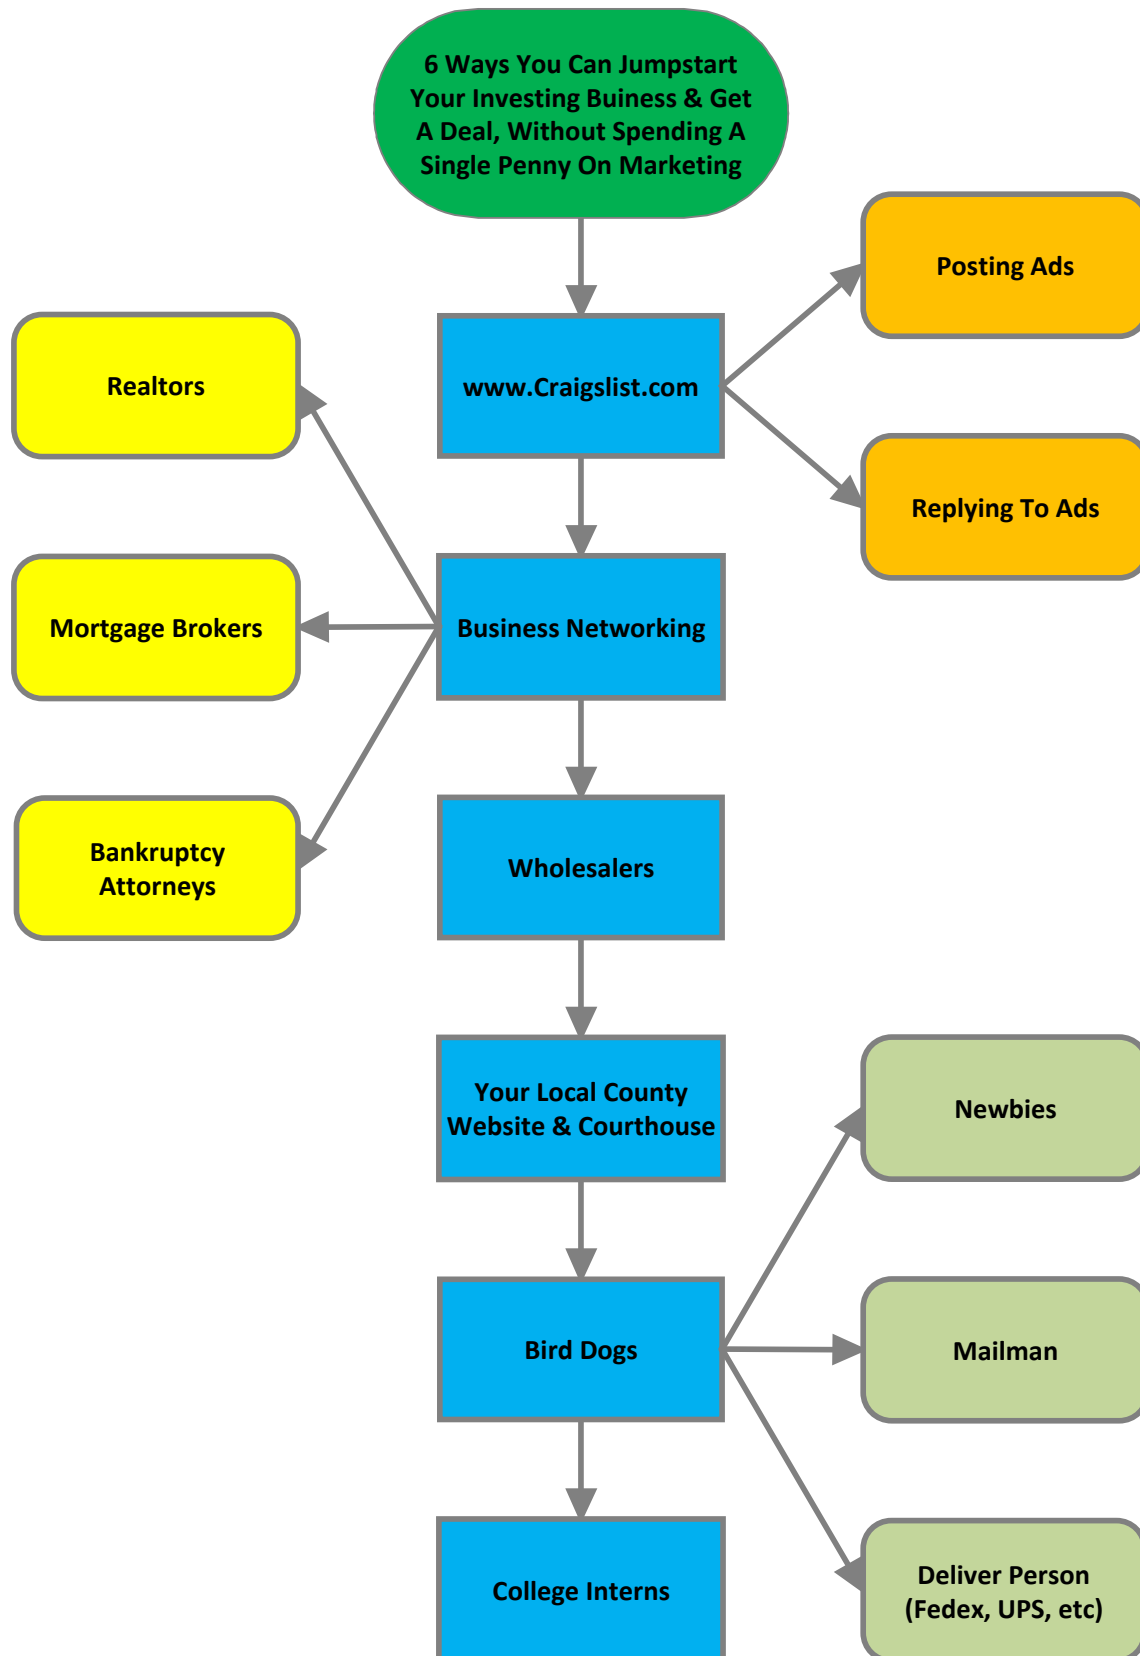 6 Ways You Can Jumpstart
Your Investing Buiness & Get
A Deal, Without Spending A
Single Penny On Marketing
Posting Ads
Realtors
www.Craigslist.com
Replying To Ads
Mortgage Brokers
Business Networking
Bankruptcy
Attorneys
Wholesalers
Your Local County
Website & Courthouse
Newbies
Bird Dogs
Mailman
College Interns
Deliver Person
(Fedex, UPS, etc)